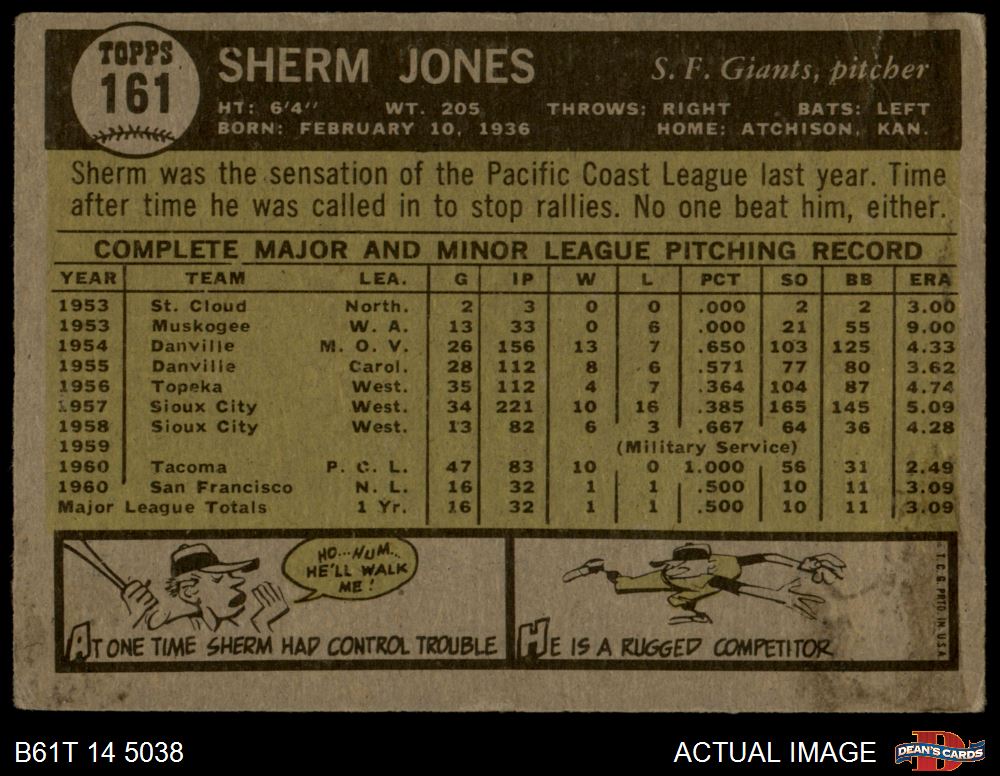 TOPPS
161
SHERM JONES
S. F. Giants, pitcher
HT: 6'4" WT. 205 THROWS: RIGHT BATS: LEFT
BORN: FEBRUARY 10, 1936 HOME: ATCHISON, KAN.
Sherm was the sensation of the Pacific Coast League last year. Time
after time he was called in to stop rallies. No one beat him, either.
COMPLETE MAJOR AND MINOR LEAGUE PITCHING RECORD
YEAR TEAM LEA. G IP W L PCT SO BB ERA
1953 St. Cloud North. 2 3 0 0 .000 2 2 3.00
1953 Muskogee W. A. 13 33 0 6 .000 21 55 9.00
1954 Danville M. O. V. 26 156 13 7 .650 103 125 4.33
1955 Danville Carol. 28 112 8 6 .571 77 80 3.62
1956 Topeka West. 35 112 4 7 .364 104 87 4.74
1957 Sioux City West. 34 221 10 16 .385 165 145 5.09
1958 Sioux City West. 13 82 6 3 .667 64 36 4.28
1959 (Military Service)
1960 Tacoma P. C. L. 47 83 10 0 1.000 56 31 2.49
1960 San Francisco N. L. 16 32 1 1 .500 10 11 3.09
Major League Totals 1 Yr. 16 32 1 1 .500 10 11 3.09
HO...HUM...
HE'LL WALK
ME!
AT ONE TIME SHERM HAD CONTROL TROUBLE
HE IS A RUGGED COMPETITOR
T. C. G. PRTD. IN U.S.A.
B61T 14 5038
ACTUAL IMAGE
D
DEAN'S CARDS